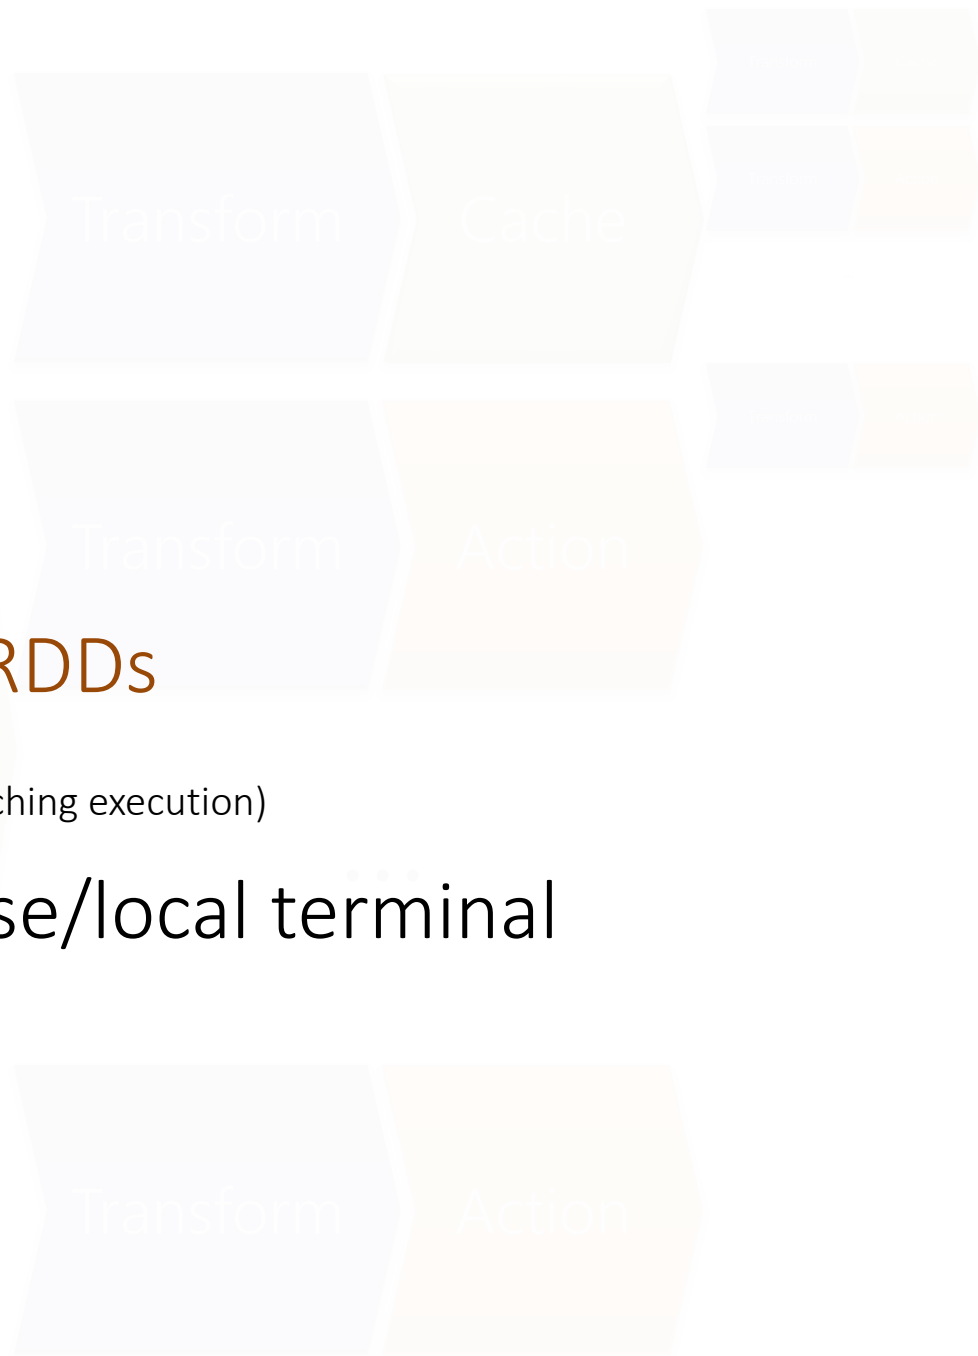 Transform Cache
Transform Action
RDDs
ching execution)
...
se/local terminal
Transform Action